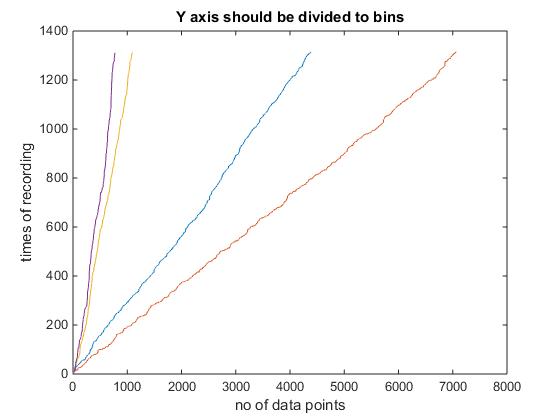 Y axis should be divided to bins
1400
1200
1000
800
600
400
200
0
times of recording
0 1000 2000 3000 4000 5000 6000 7000 8000
no of data points